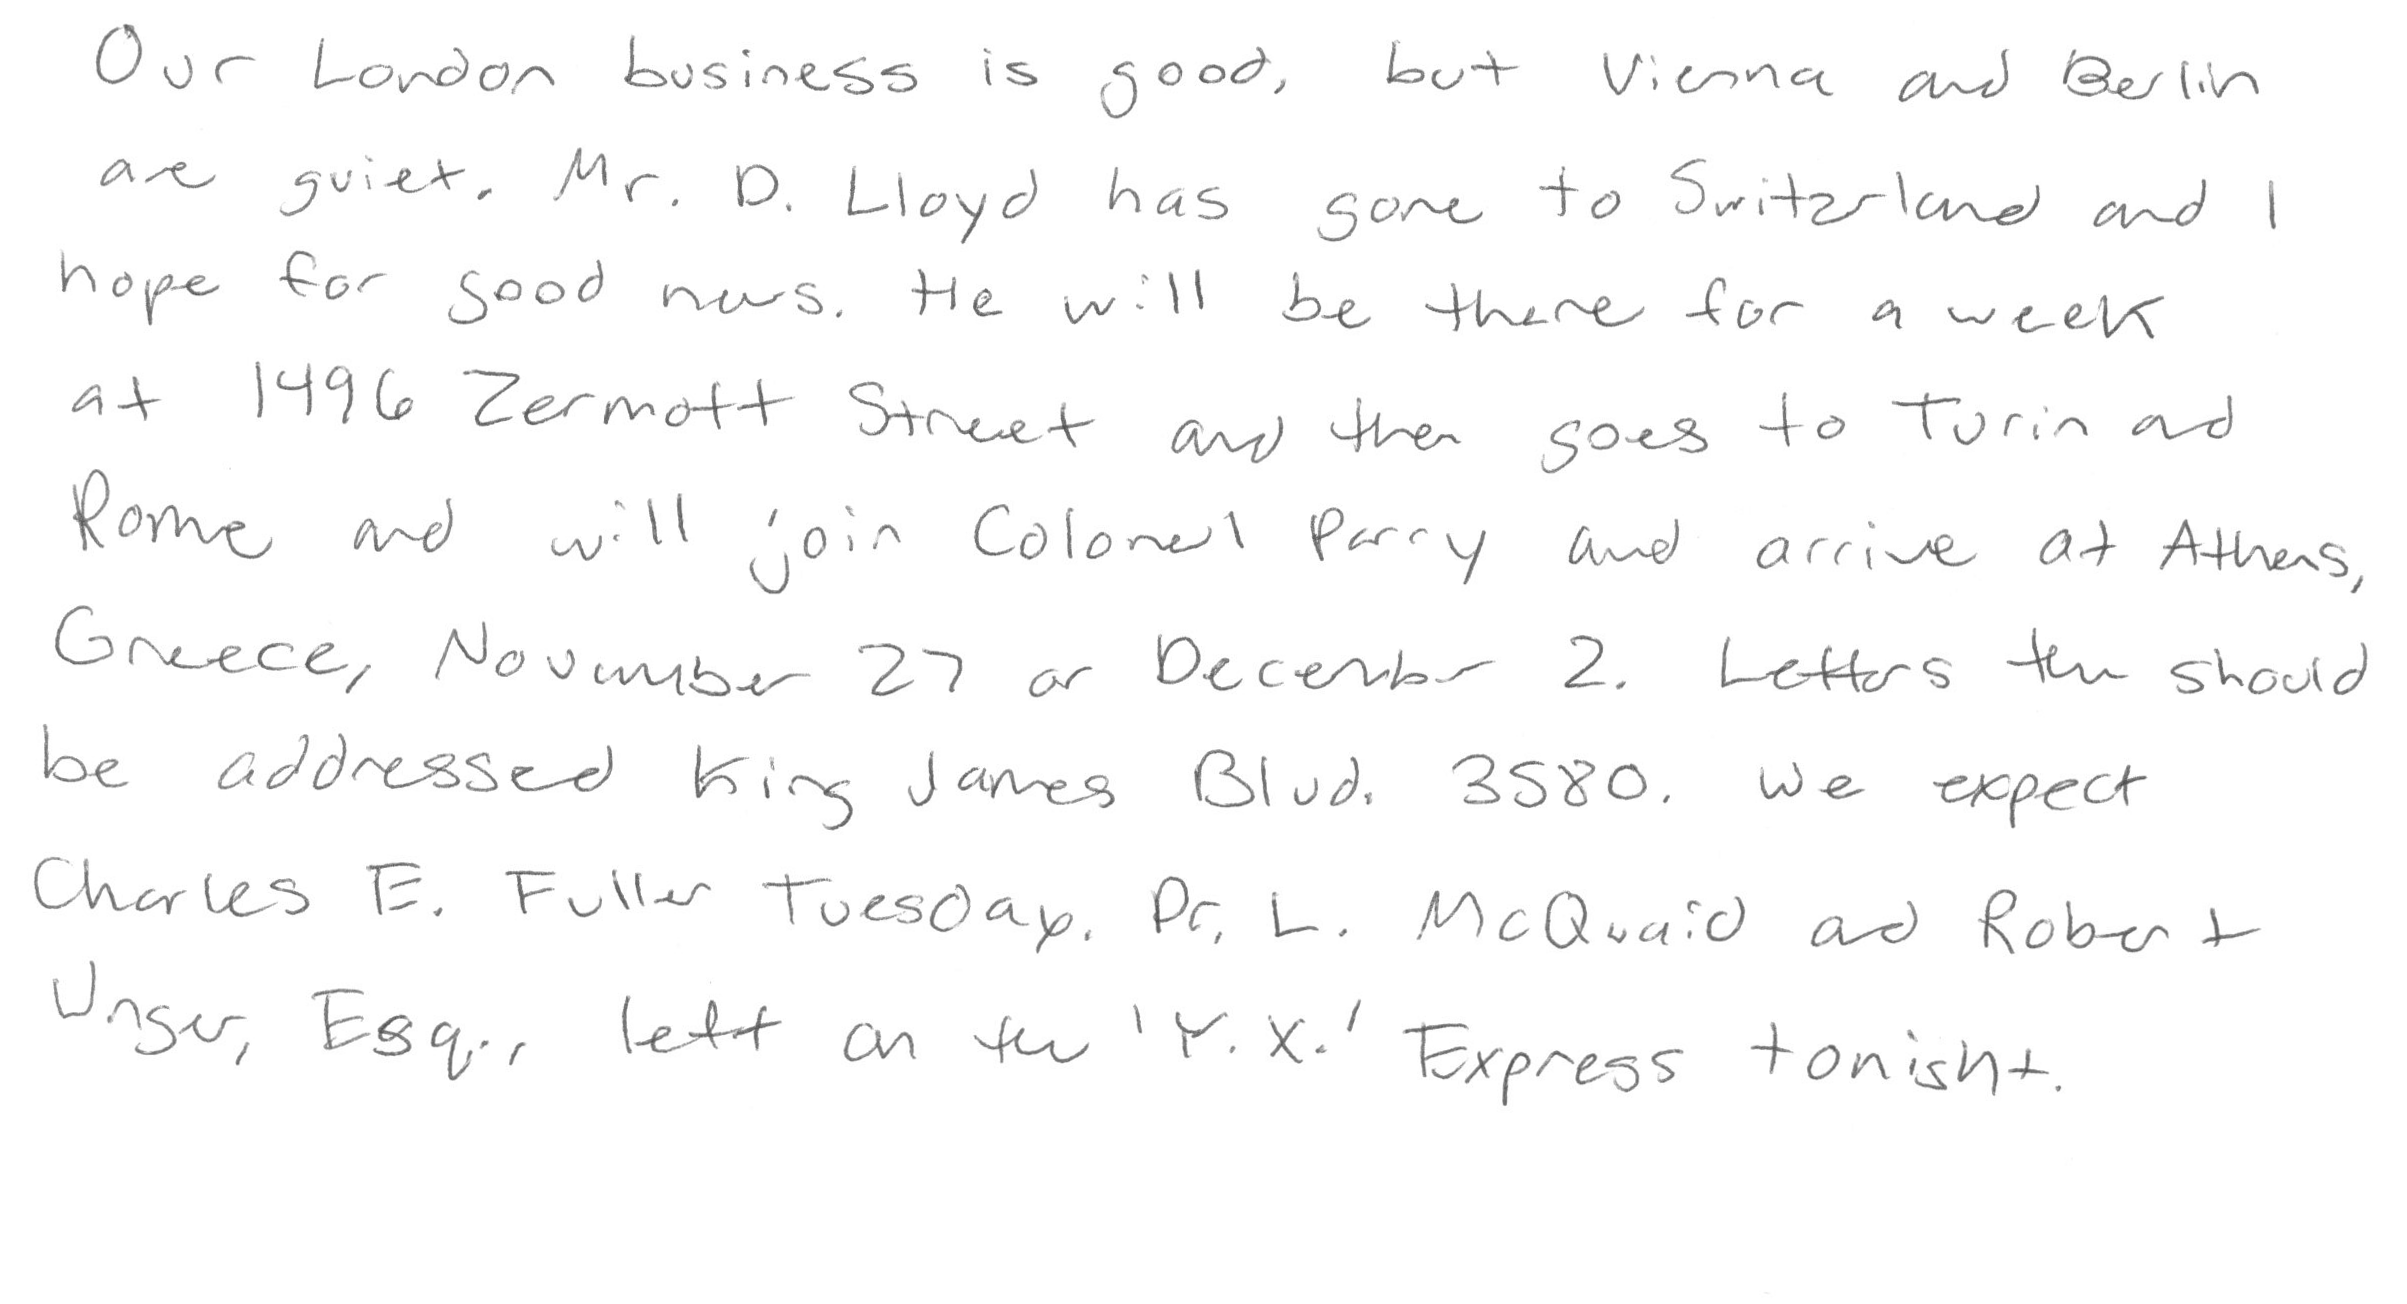 Our London business is good, but Vienna and Berlin
are quiet. Mr. D. Lloyd has gone to Switzerland and I
hope for good news. He will be there for a week
at 1496 Zermott Street and then goes to Turin and
Rome and will join Colonel Parry and arrive at Athens,
Greece, November 27 or December 2. Letters there should
be addressed King James Blvd. 3580. We expect
Charles E. Fuller Tuesday. Dr. L. McQuaid and Robert
Unger, Esq., left on the 'Y.X.' Express tonight.